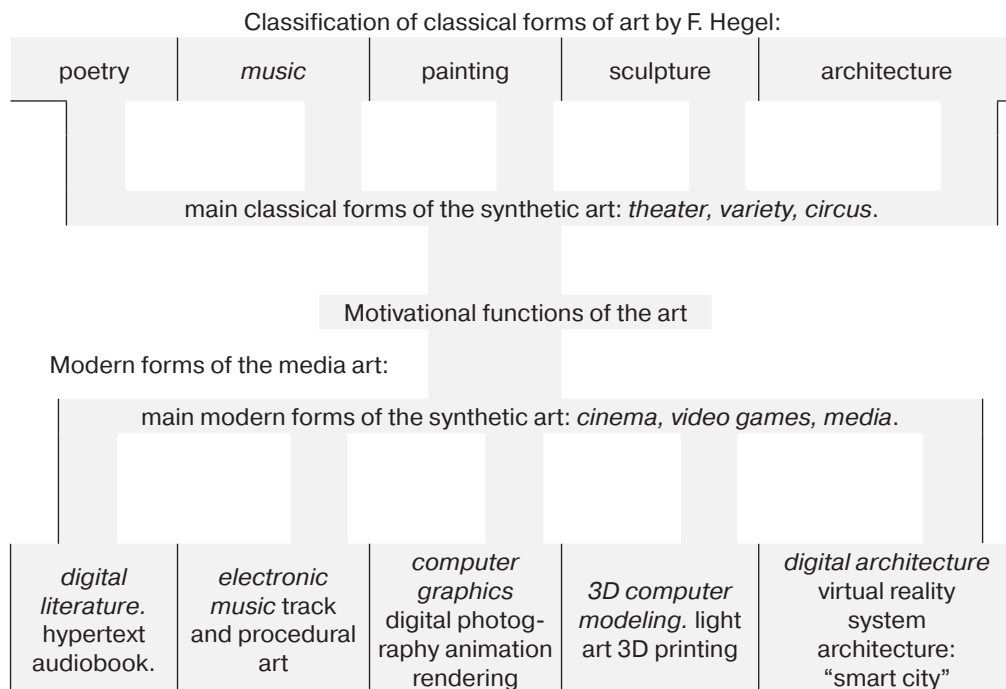 Classification of classical forms of art by F. Hegel:
poetry
music
painting
sculpture
architecture
main classical forms of the synthetic art: theater, variety, circus.
Motivational functions of the art
Modern forms of the media art:
main modern forms of the synthetic art: cinema, video games, media.
digital
literature.
hypertext
audiobook.
electronic
music track
and procedural
art
computer
graphics
digital photog-
raphy animation
rendering
3D computer
modeling. light
art 3D printing
digital architecture
virtual reality
system
architecture:
“smart city”